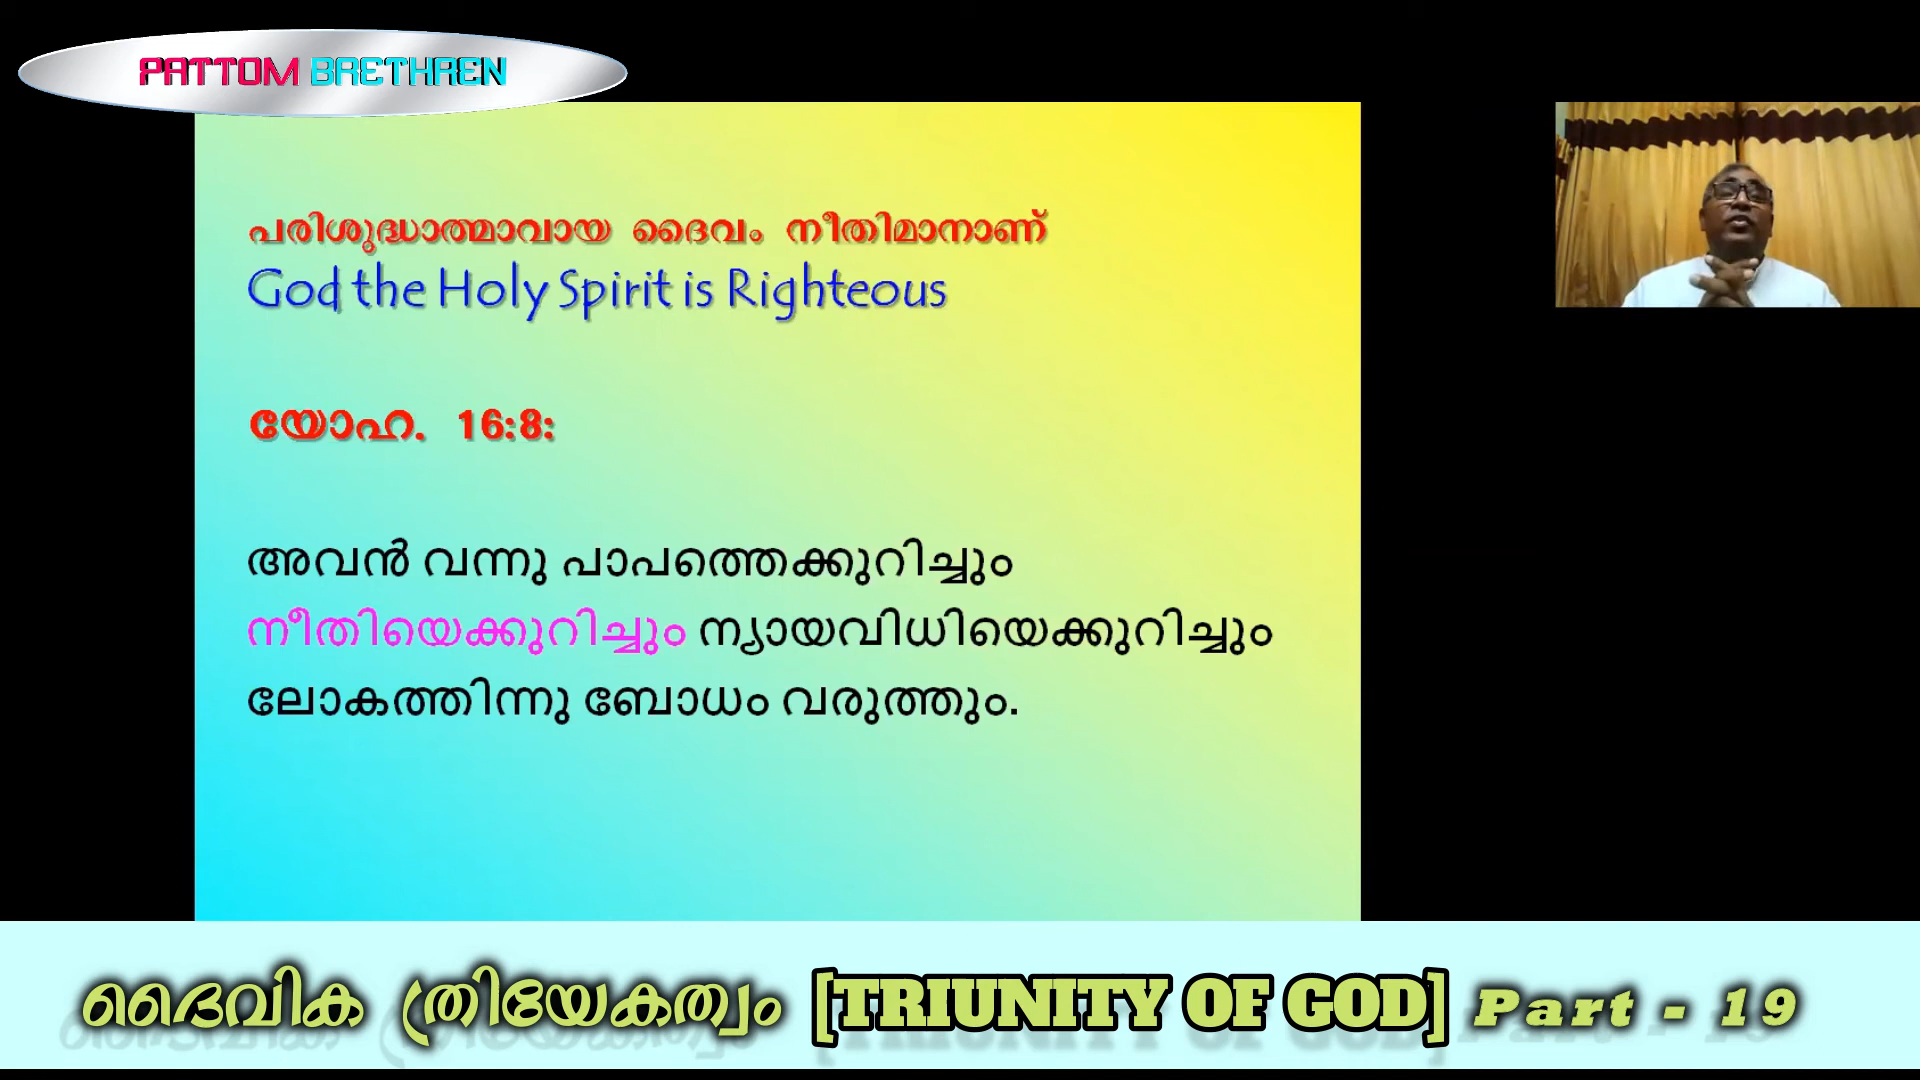 PATTOM BRETHREN
പരിശുദ്ധാത്മാവായ ദൈവം നീതിമാനാണ്
God the Holy Spirit is Righteous
യോഹ. 16:8:
അവൻ വന്നു പാപത്തെക്കുറിച്ചും
നീതിയെക്കുറിച്ചും ന്യായവിധിയെക്കുറിച്ചും
ലോകത്തിന്നു ബോധം വരുത്തും.
ദൈവിക ത്രിയേകത്വം [TRIUNITY OF GOD] Part - 19